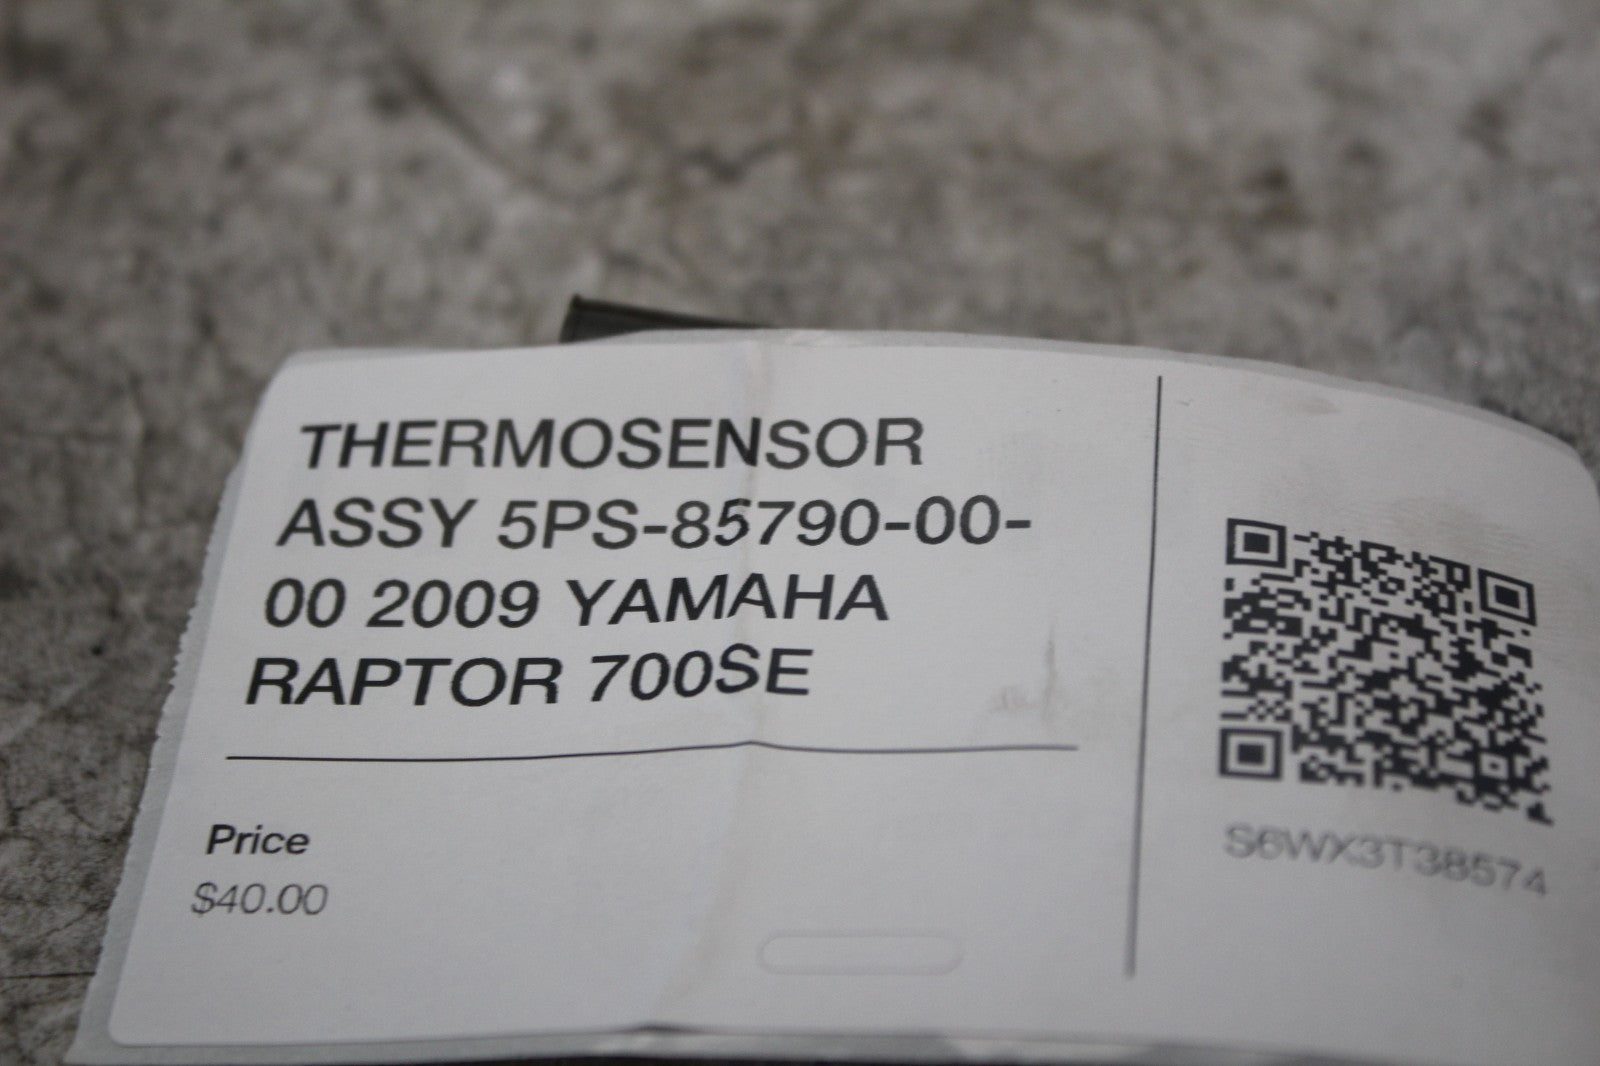 THERMOSENSOR
ASSY 5PS-85790-00-
00 2009 YAMAHA
RAPTOR 700SE
Price
$40.00
S6WX3T38574